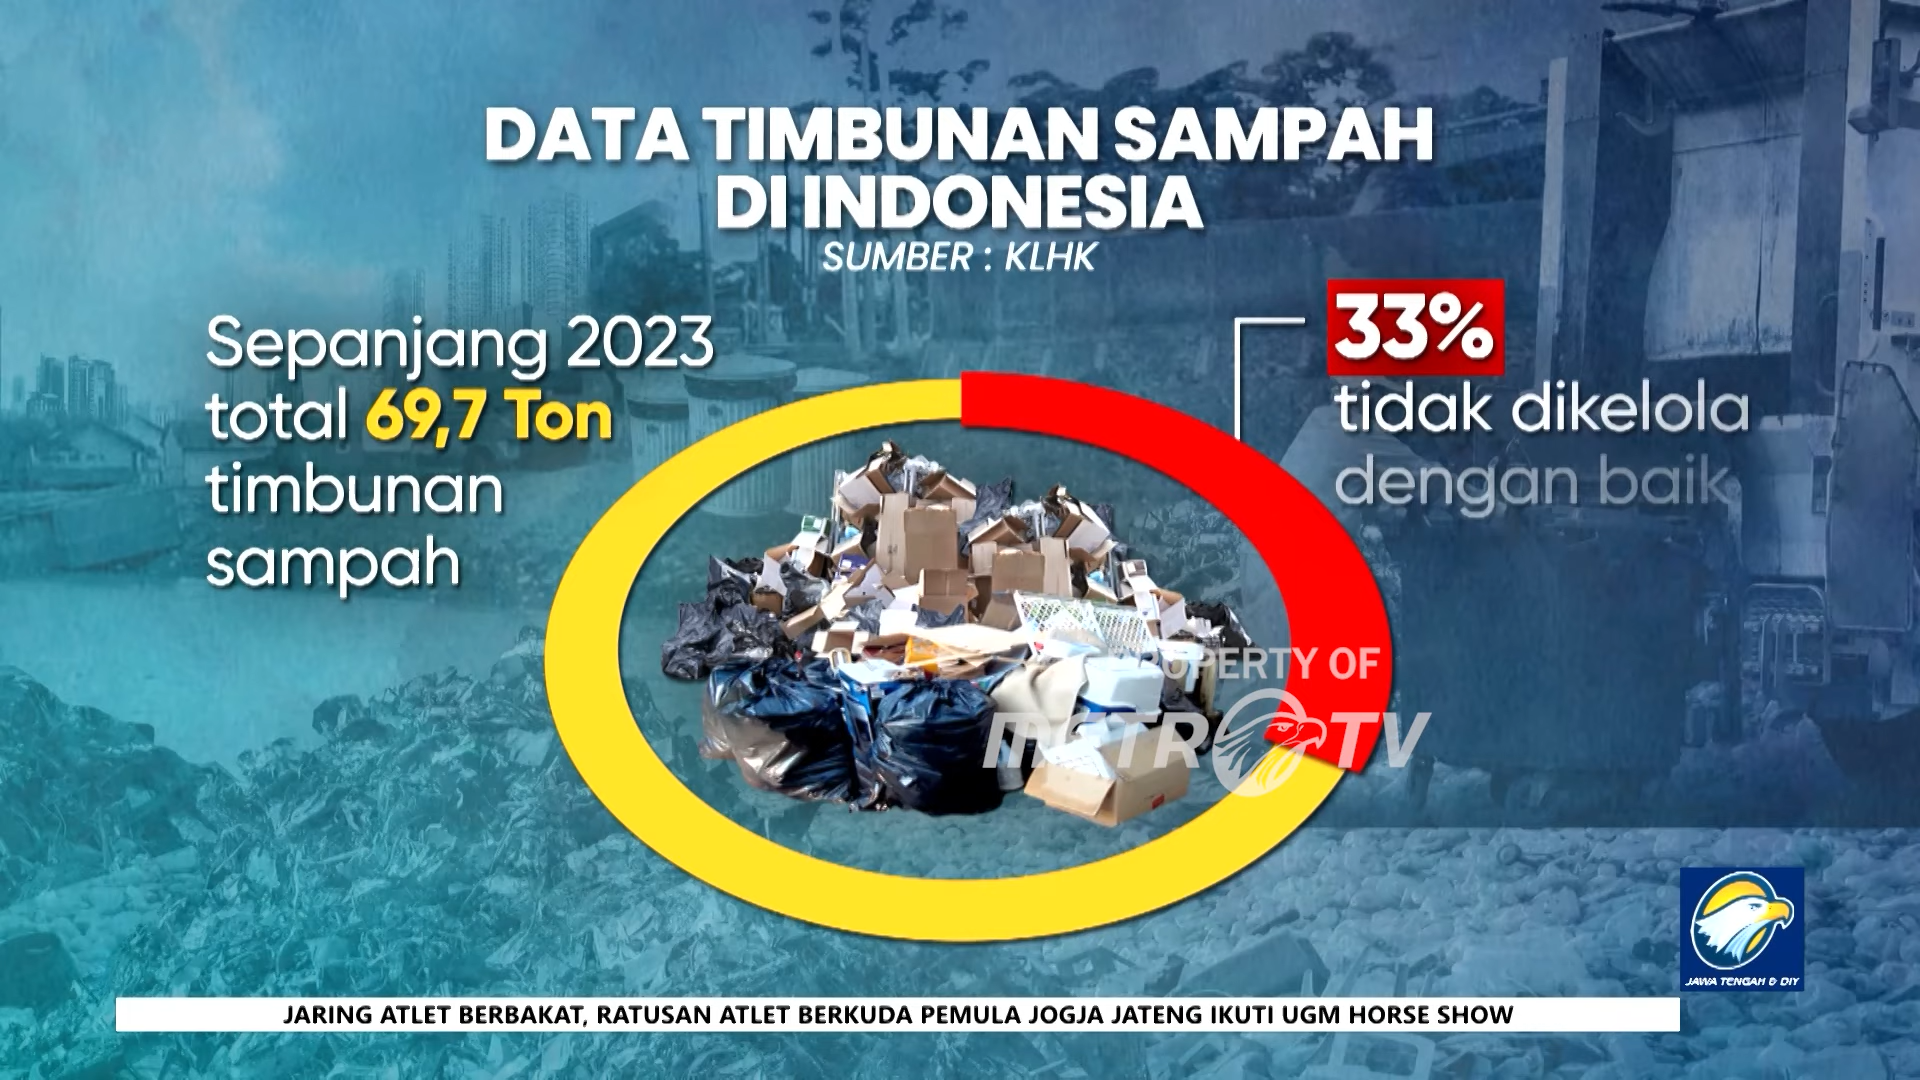 DATA TIMBUNAN SAMPAH
DI INDONESIA
SUMBER : KLHK
Sepanjang 2023
total 69,7 Ton
timbunan
sampah
33%
tidak dikelola
dengan baik
PROPERTY OF
METRO TV
JAWA TENGAH & DIY
JARING ATLET BERBAKAT, RATUSAN ATLET BERKUDA PEMULA JOGJA JATENG IKUTI UGM HORSE SHOW